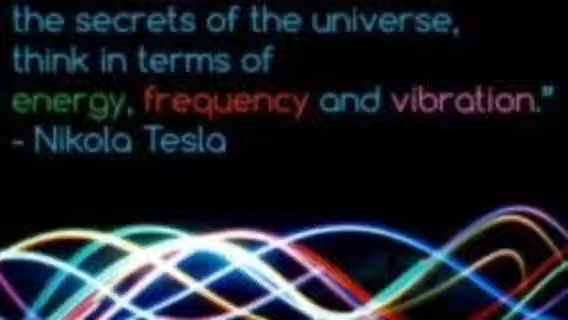 the secrets of the universe,
think in terms of
energy, frequency and vibration."
- Nikola Tesla